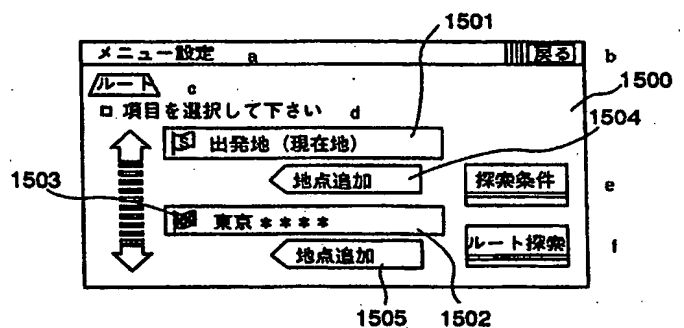 1501
メニュー設定 a 戻る b
ルート c 1500
項目を選択して下さい d 1504
S 出発地（現在地）
地点追加 探索条件 e
1503
東京＊＊＊＊
地点追加 ルート探索 f
1505 1502